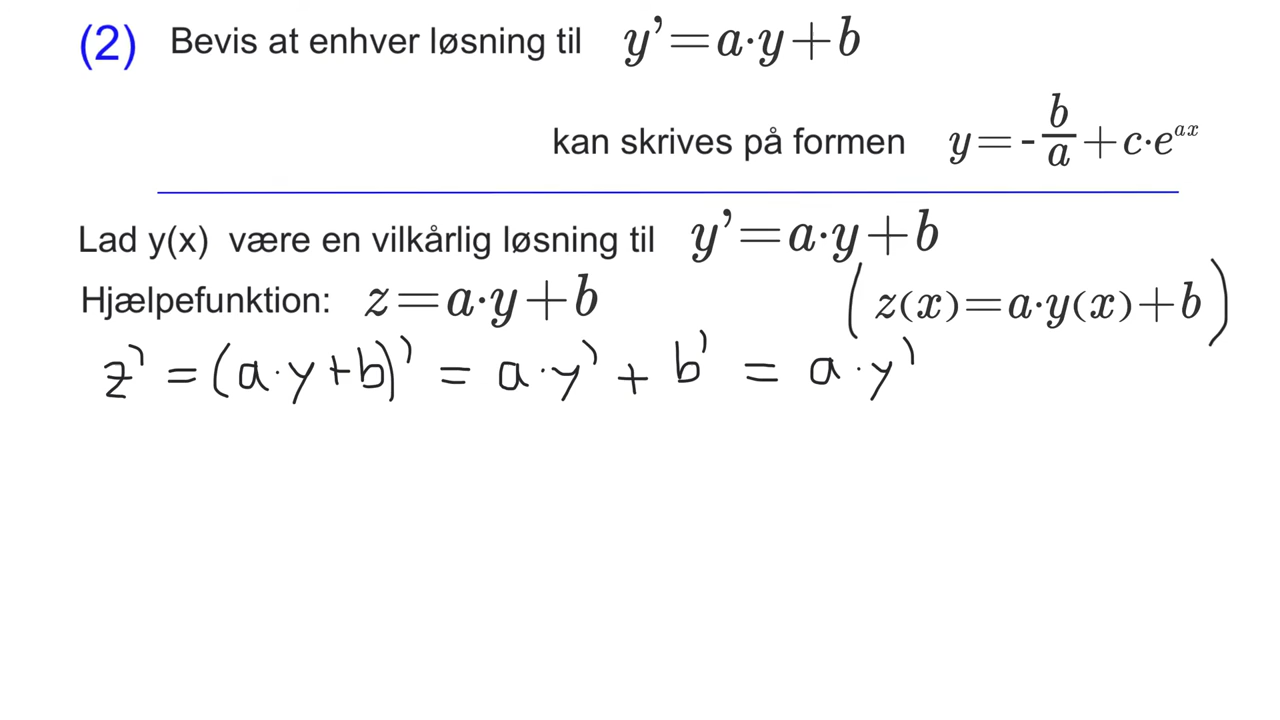 (2) Bevis at enhver løsning til y'=a·y+b
kan skrives på formen y=-b/a+c·e^{ax}
Lad y(x) være en vilkårlig løsning til y'=a·y+b
Hjælpefunktion: z=a·y+b (z(x)=a·y(x)+b)
z' = (a·y+b)' = a·y' + b' = a·y'